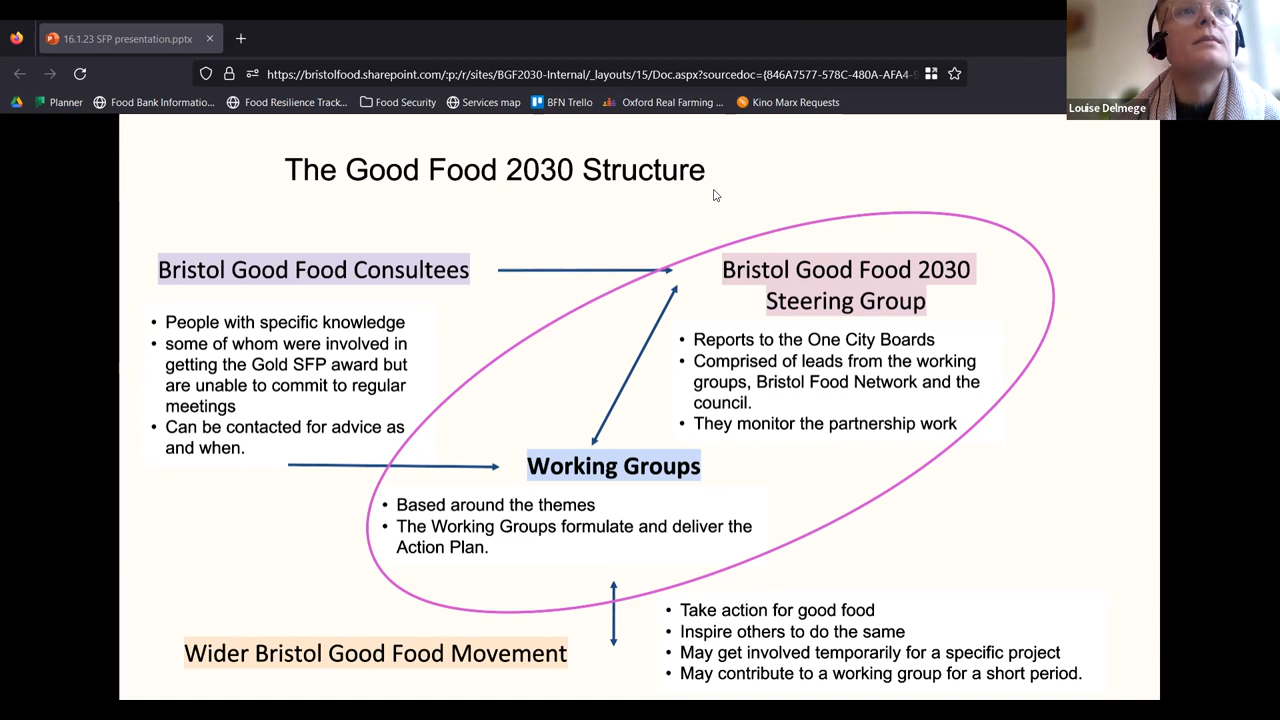 16.1.23 SFP presentation.pptx
https://bristolfood.sharepoint.com/:p:/r/sites/BGF2030-Internal/_layouts/15/Doc.aspx?sourcedoc={846A7577-578C-480A-AFA4-9
Planner Food Bank Informatio... Food Resilience Track... Food Security Services map BFN Trello Oxford Real Farming ... Kino Marx Requests
Louise Delmege
The Good Food 2030 Structure
Bristol Good Food Consultees
• People with specific knowledge
• some of whom were involved in
getting the Gold SFP award but
are unable to commit to regular
meetings
• Can be contacted for advice as
and when.
Bristol Good Food 2030
Steering Group
• Reports to the One City Boards
• Comprised of leads from the working
groups, Bristol Food Network and the
council.
• They monitor the partnership work
Working Groups
• Based around the themes
• The Working Groups formulate and deliver the
Action Plan.
Wider Bristol Good Food Movement
• Take action for good food
• Inspire others to do the same
• May get involved temporarily for a specific project
• May contribute to a working group for a short period.